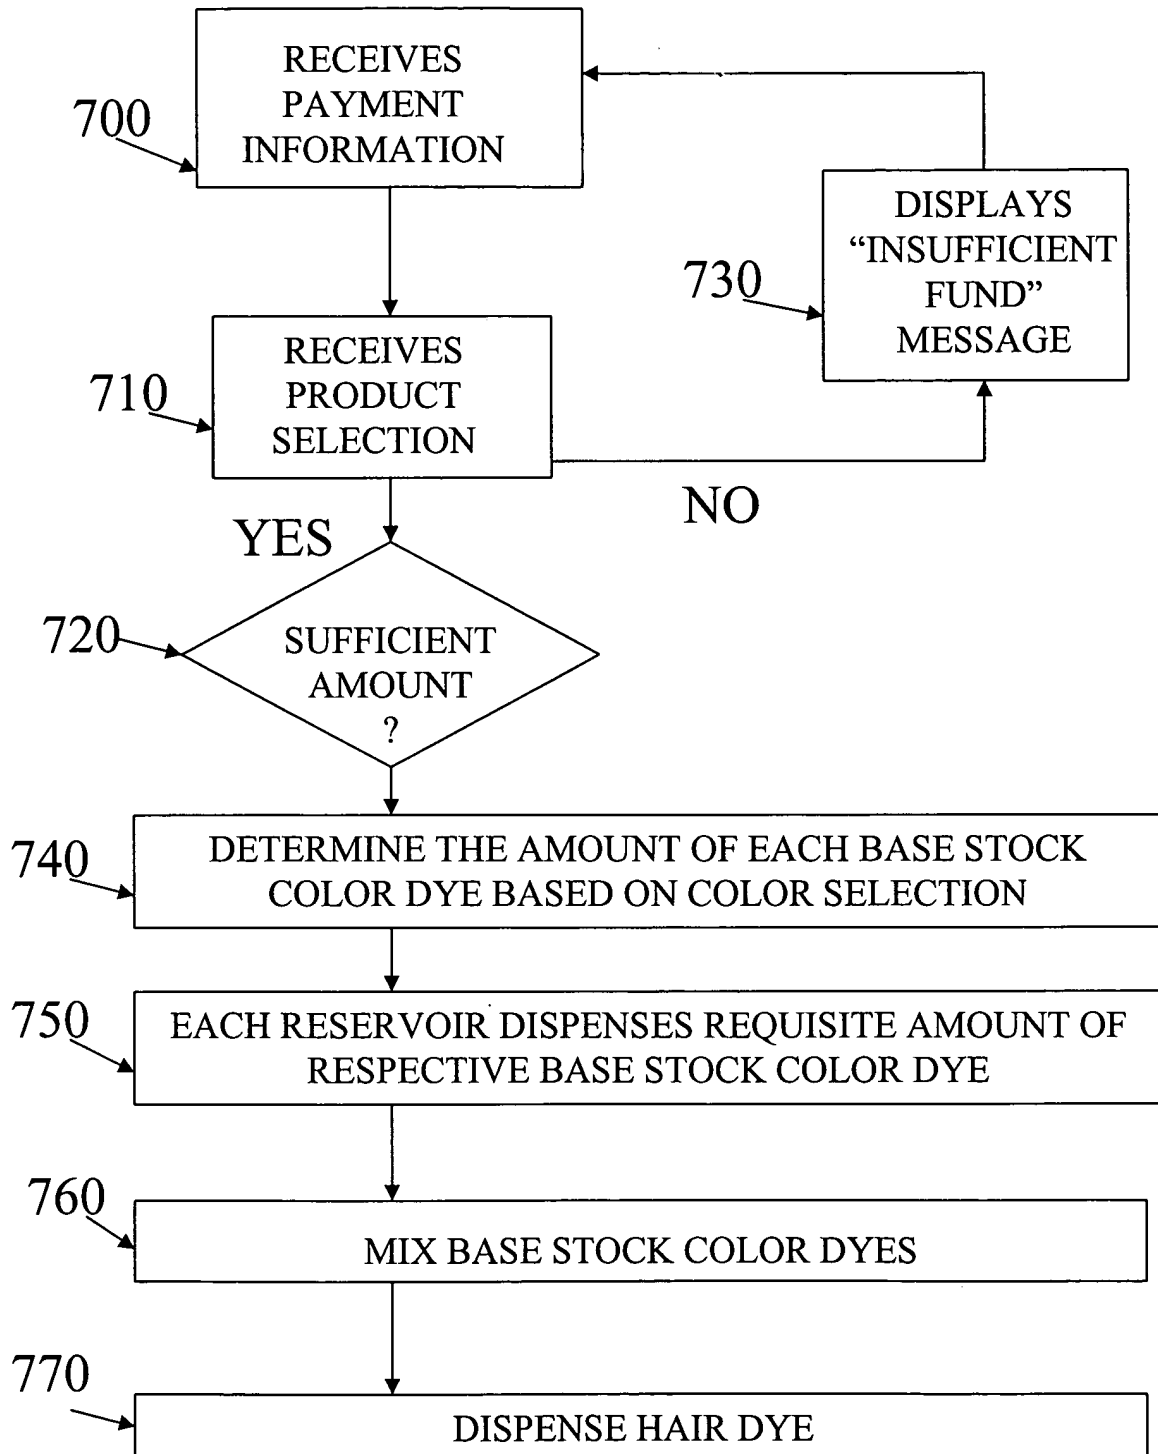 RECEIVES
PAYMENT
INFORMATION
700
DISPLAYS
“INSUFFICIENT
FUND”
MESSAGE
730
RECEIVES
PRODUCT
SELECTION
710
NO
YES
720
SUFFICIENT
AMOUNT
?
740
DETERMINE THE AMOUNT OF EACH BASE STOCK
COLOR DYE BASED ON COLOR SELECTION
750
EACH RESERVOIR DISPENSES REQUISITE AMOUNT OF
RESPECTIVE BASE STOCK COLOR DYE
760
MIX BASE STOCK COLOR DYES
770
DISPENSE HAIR DYE